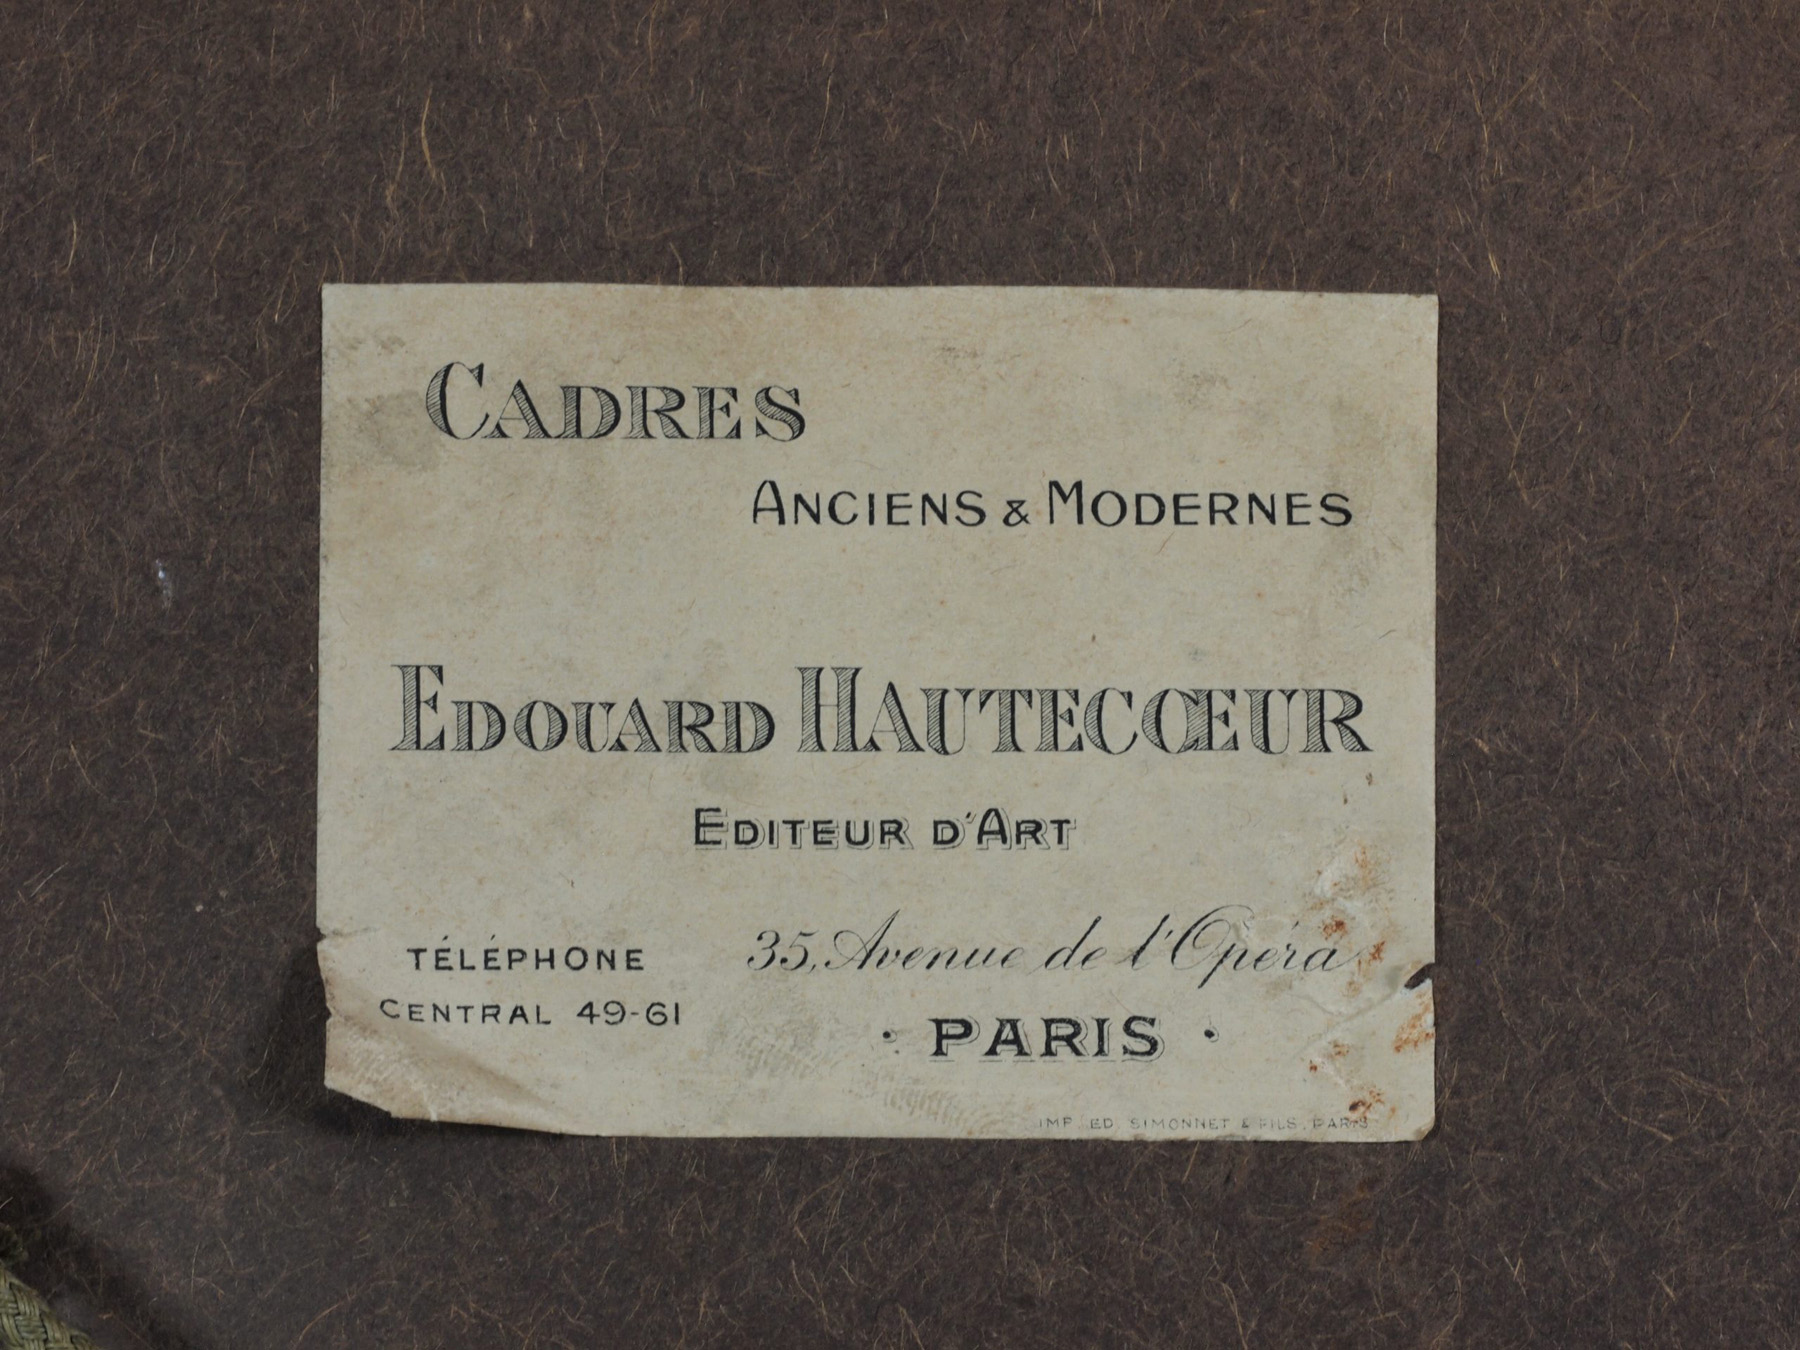 CADRES
ANCIENS & MODERNES
EDOUARD HAUTECŒUR
EDITEUR D'ART
TÉLÉPHONE
CENTRAL 49-61
35, Avenue de l'Opéra
· PARIS ·
IMP. ED. SIMONNET & FILS, PARIS